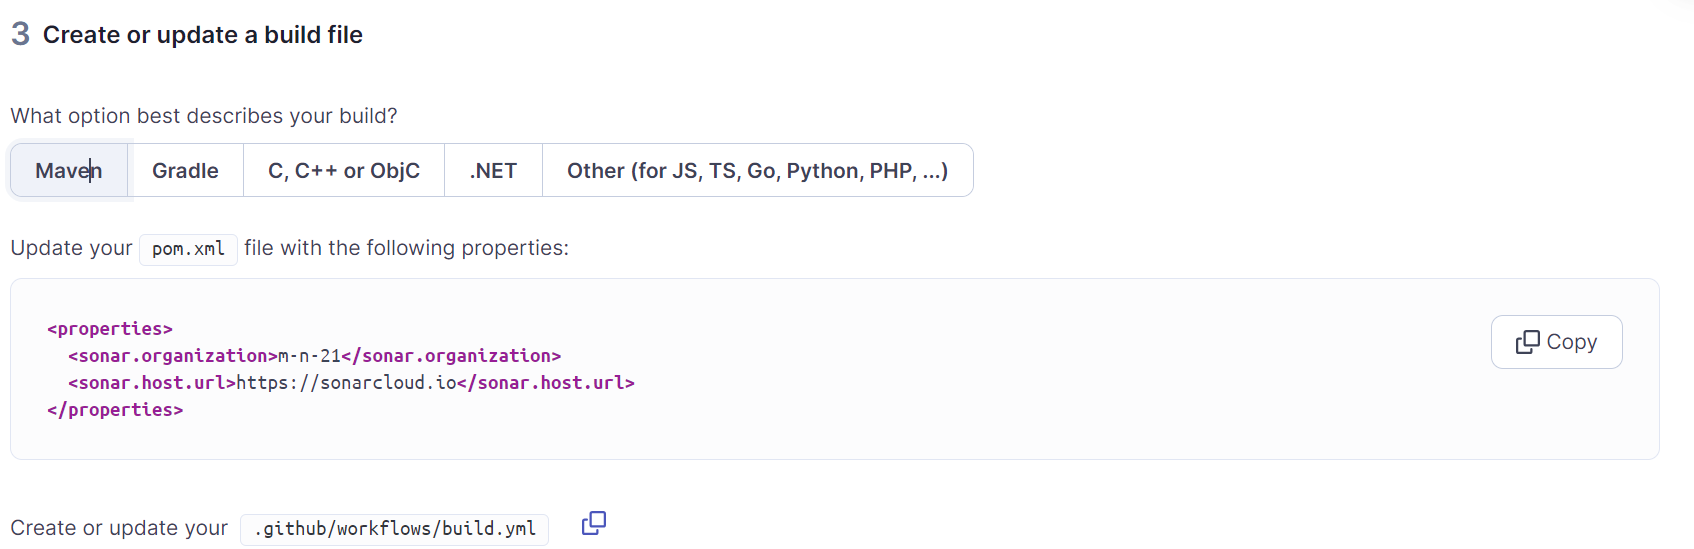 3 Create or update a build file
What option best describes your build?
Maven Gradle C, C++ or ObjC .NET Other (for JS, TS, Go, Python, PHP, ...)
Update your pom.xml file with the following properties:
<properties>
  <sonar.organization>m-n-21</sonar.organization>
  <sonar.host.url>https://sonarcloud.io</sonar.host.url>
</properties>
Copy
Create or update your .github/workflows/build.yml